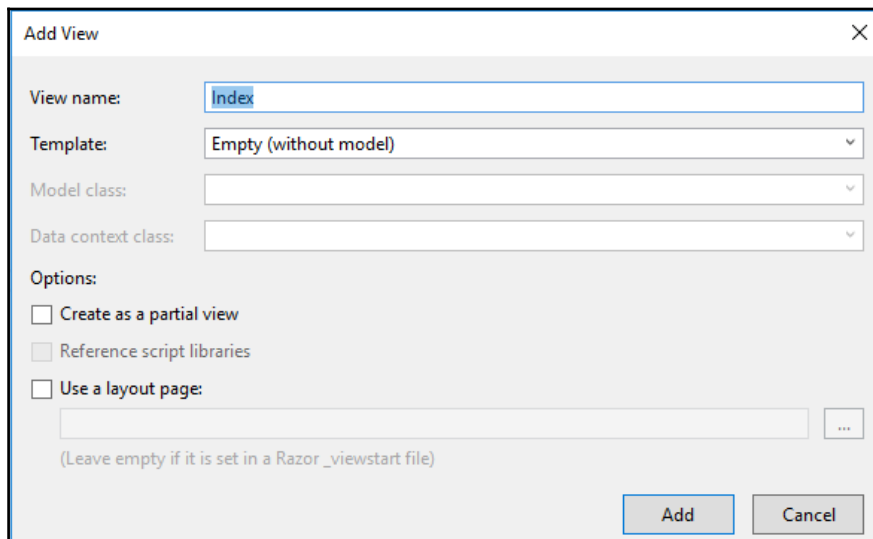 Add View
View name: Index
Template: Empty (without model)
Model class:
Data context class:
Options:
Create as a partial view
Reference script libraries
Use a layout page:
...
(Leave empty if it is set in a Razor _viewstart file)
Add Cancel